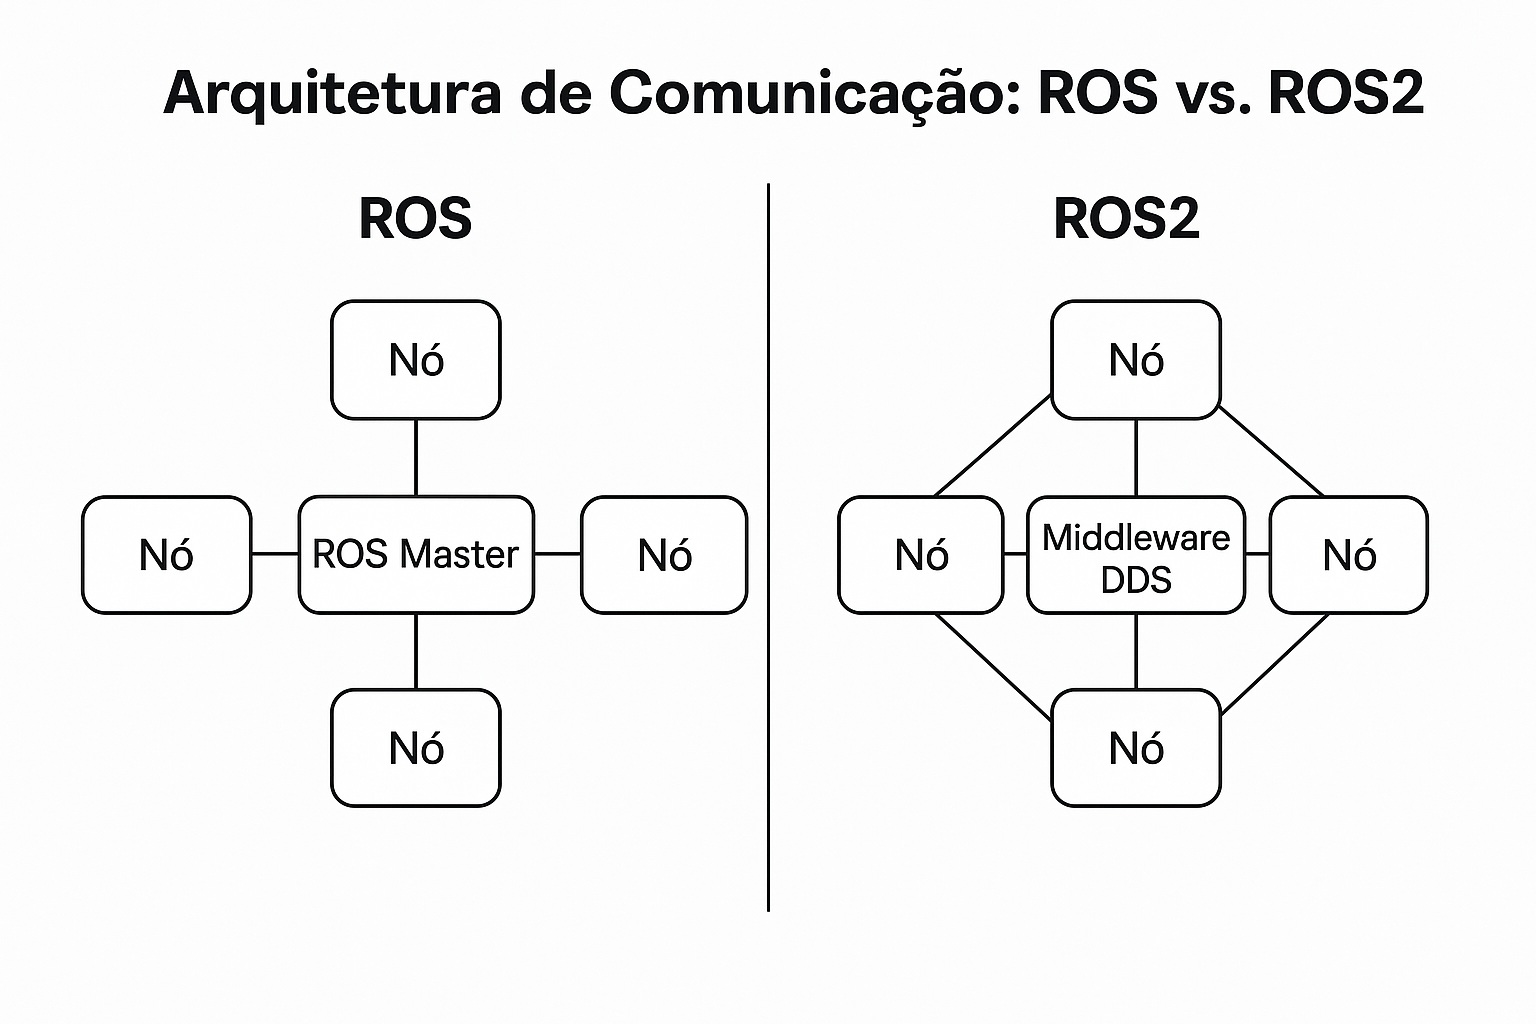 Arquitetura de Comunicação: ROS vs. ROS2
ROS
Nó
Nó
ROS Master
Nó
Nó
ROS2
Nó
Nó
Middleware
DDS
Nó
Nó